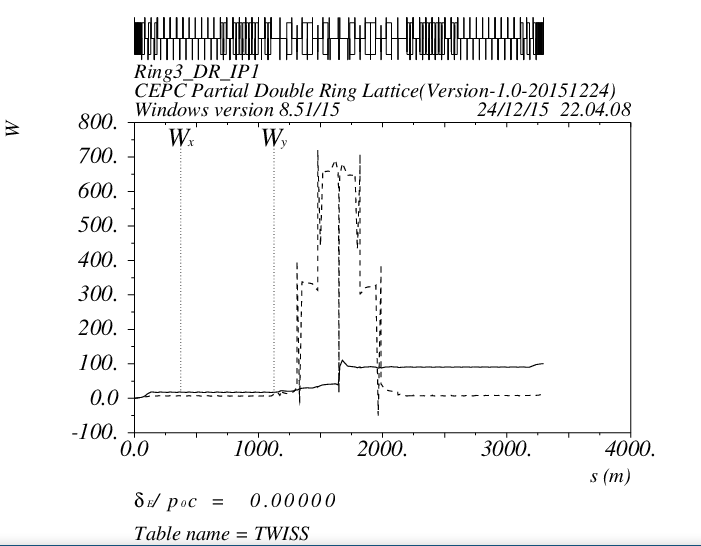 Ring3_DR_IP1
CEPC Partial Double Ring Lattice(Version-1.0-20151224)
Windows version 8.51/15 24/12/15 22.04.08
W
800.
Wx Wy
700.
600.
500.
400.
300.
200.
100.
0.0
-100.
0.0 1000. 2000. 3000. 4000.
s (m)
δE/ p0c = 0.00000
Table name = TWISS